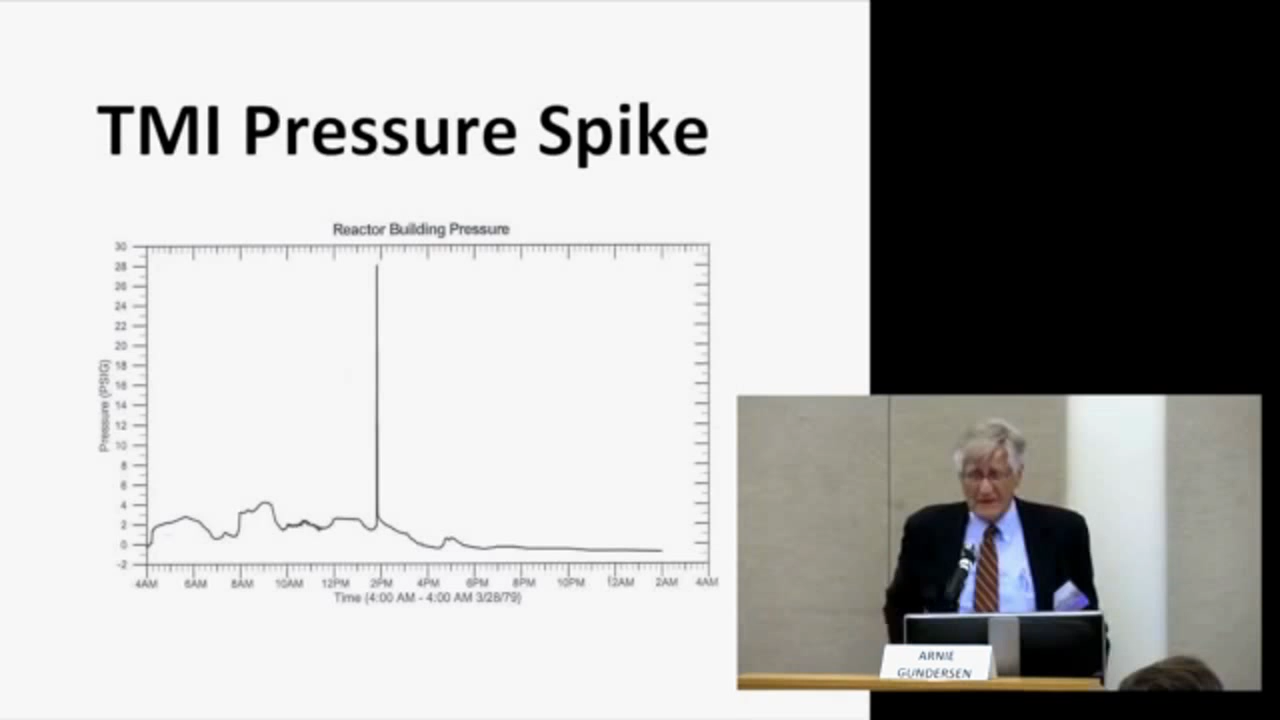 TMI Pressure Spike
Reactor Building Pressure
30
28
26
24
22
20
18
16
14
12
10
8
6
4
2
0
-2
Pressure (PSIG)
4AM 6AM 8AM 10AM 12PM 2PM 4PM 6PM 8PM 10PM 12AM 2AM 4AM
Time (4:00 AM - 4:00 AM 3/28/79)
ARNIE
GUNDERSEN